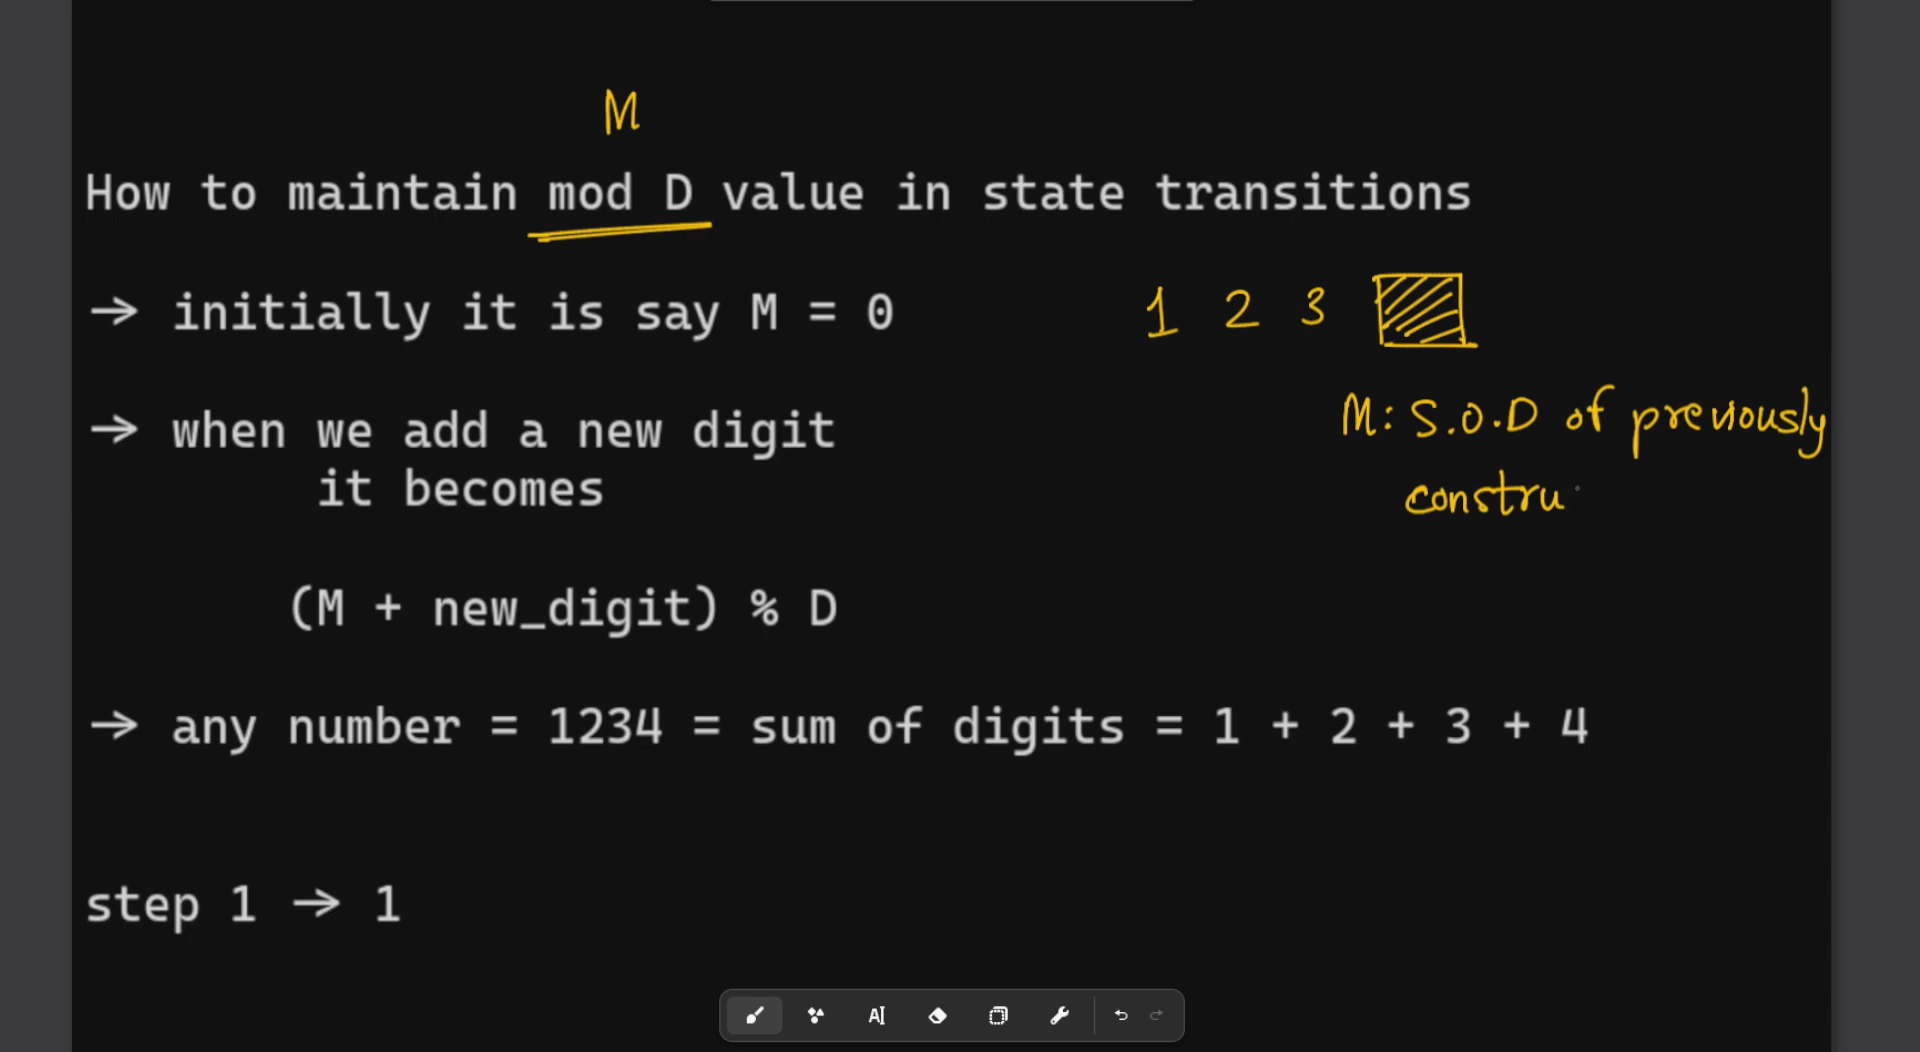 M
How to maintain mod D value in state transitions
→ initially it is say M = 0
1 2 3
→ when we add a new digit
M: S.O.D of previously
it becomes
constru
(M + new_digit) % D
→ any number = 1234 = sum of digits = 1 + 2 + 3 + 4
step 1 → 1
A